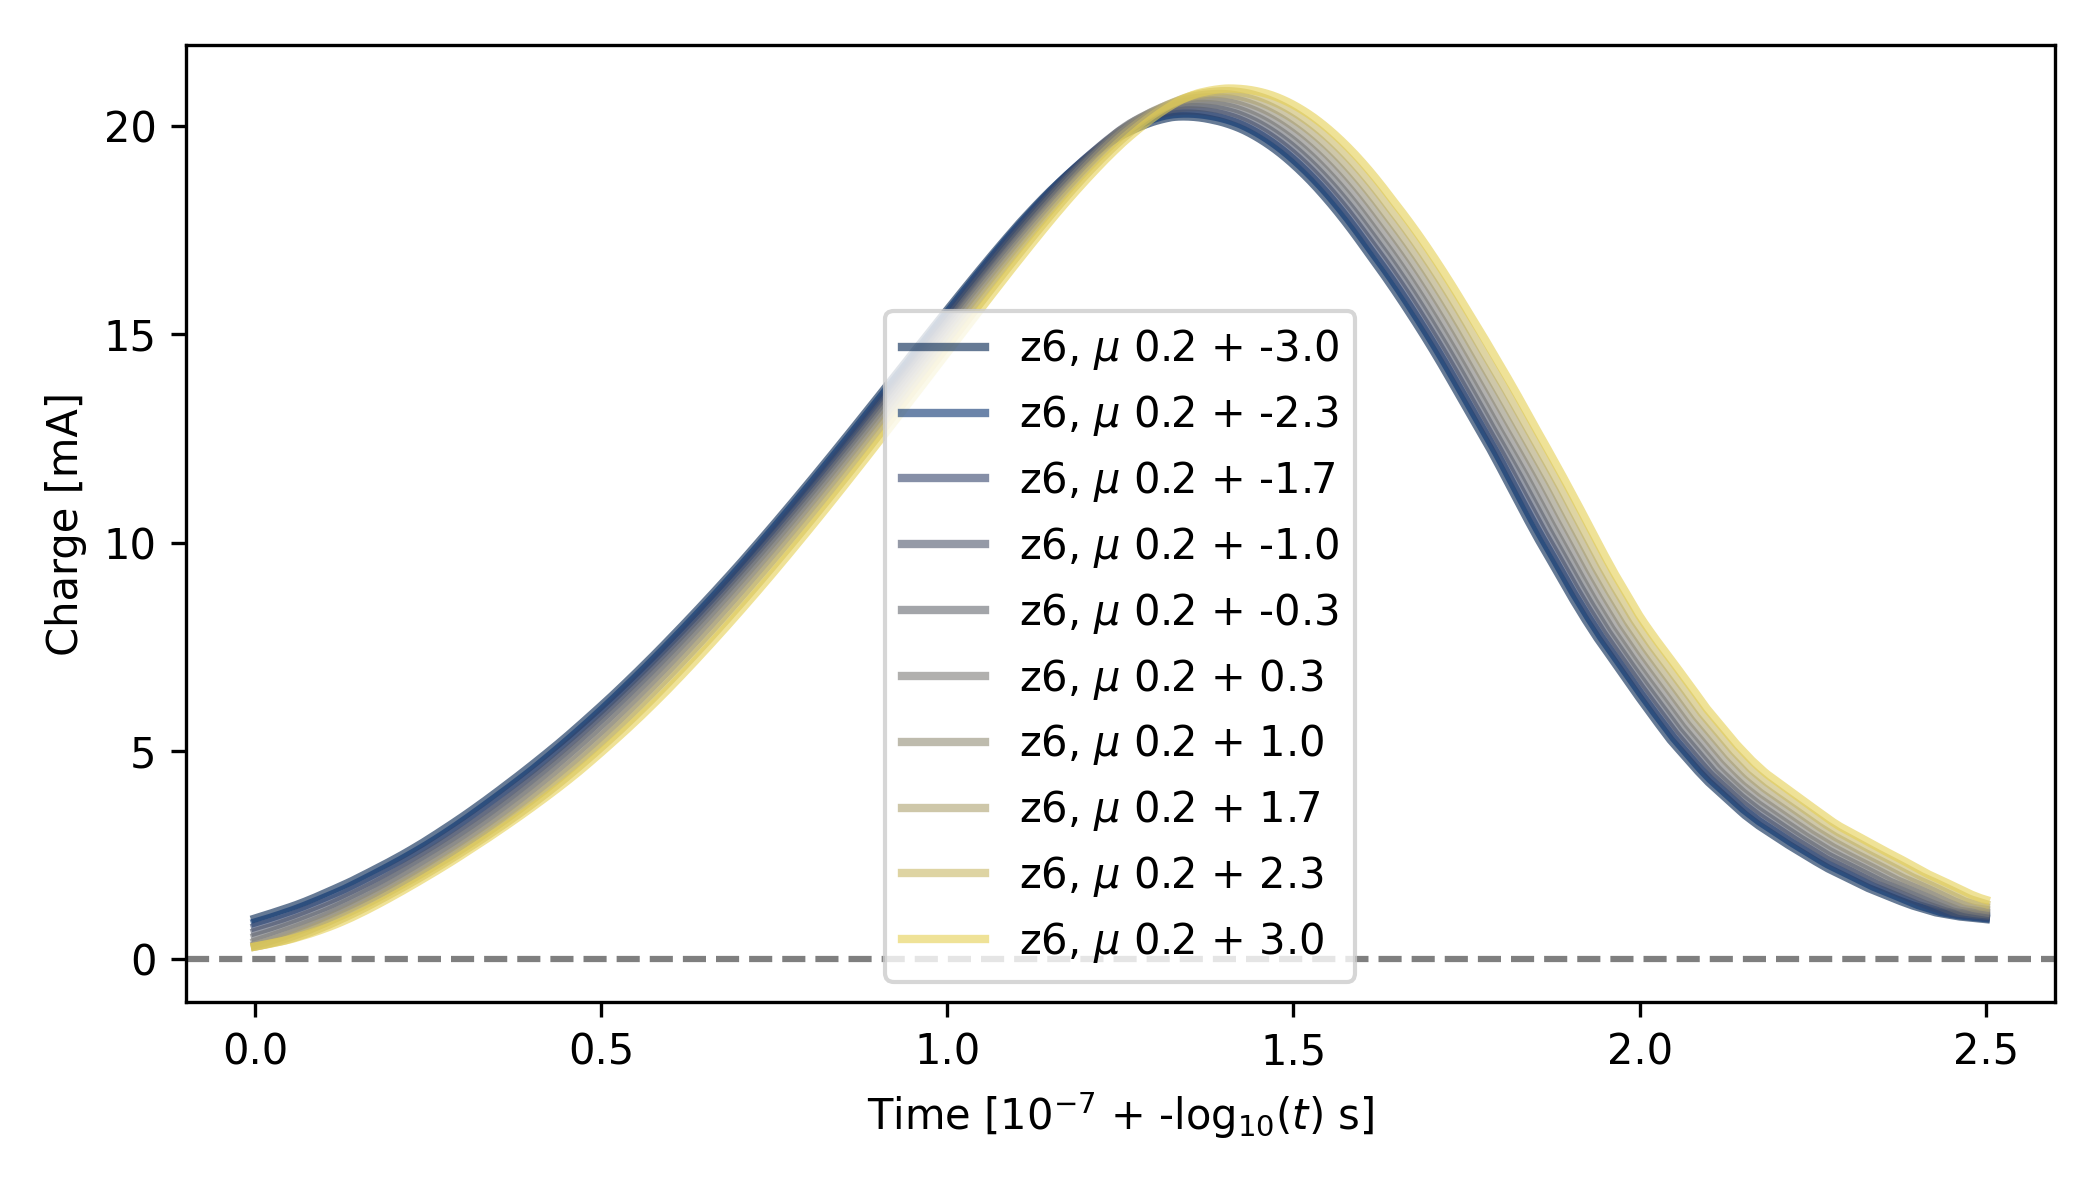 Charge [mA]
20
15
10
5
0
z6, μ 0.2 + -3.0
z6, μ 0.2 + -2.3
z6, μ 0.2 + -1.7
z6, μ 0.2 + -1.0
z6, μ 0.2 + -0.3
z6, μ 0.2 + 0.3
z6, μ 0.2 + 1.0
z6, μ 0.2 + 1.7
z6, μ 0.2 + 2.3
z6, μ 0.2 + 3.0
0.0 0.5 1.0 1.5 2.0 2.5
Time [10⁻⁷ + -log₁₀(t) s]